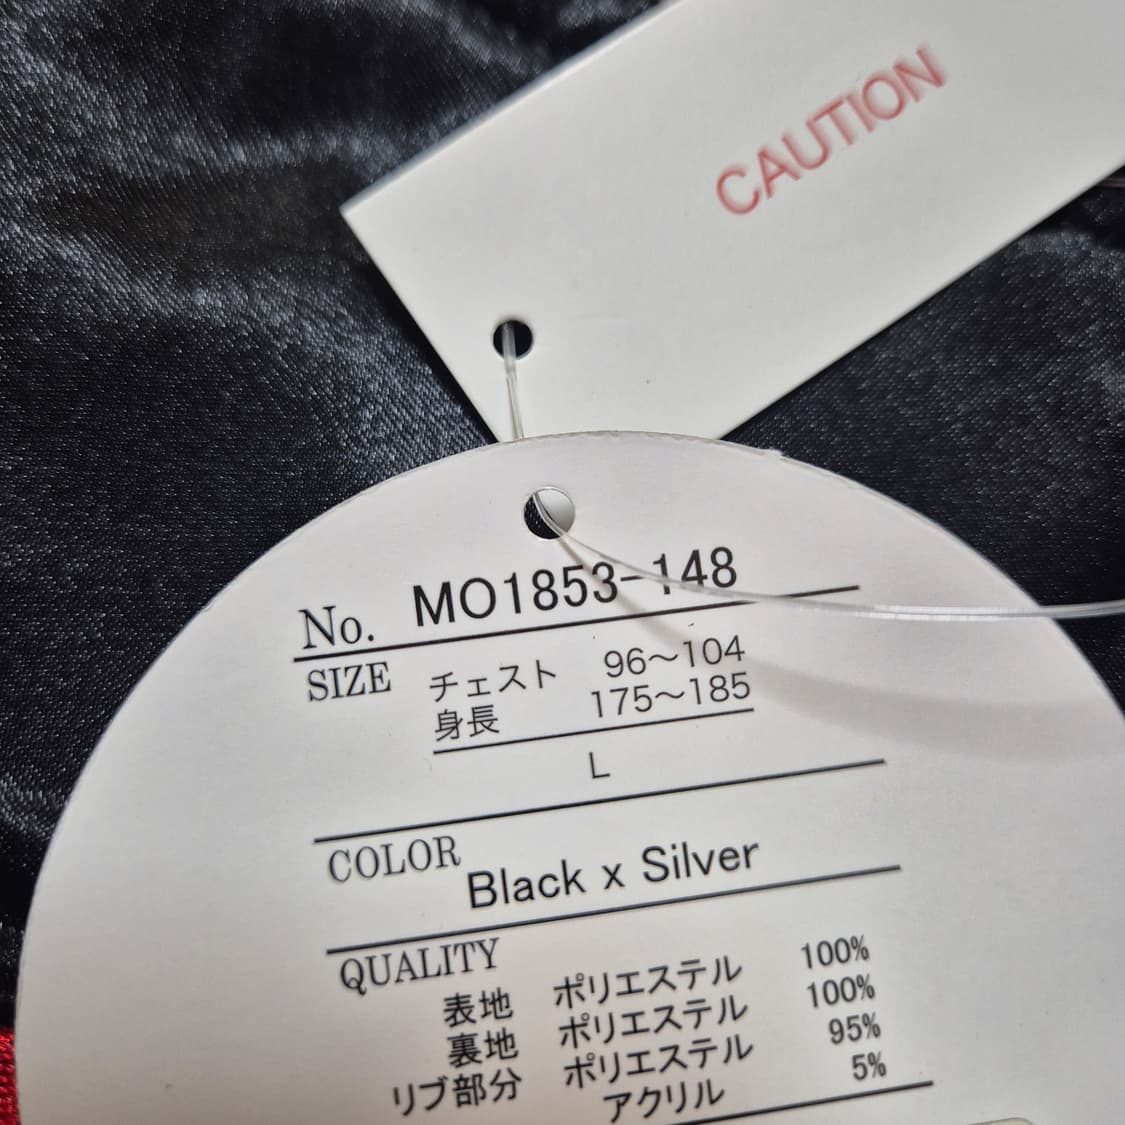 CAUTION
No. MO1853-148
SIZE チェスト 96～104
身長 175～185
L
COLOR
Black x Silver
QUALITY
表地 ポリエステル 100%
裏地 ポリエステル 100%
リブ部分 ポリエステル 95%
アクリル 5%